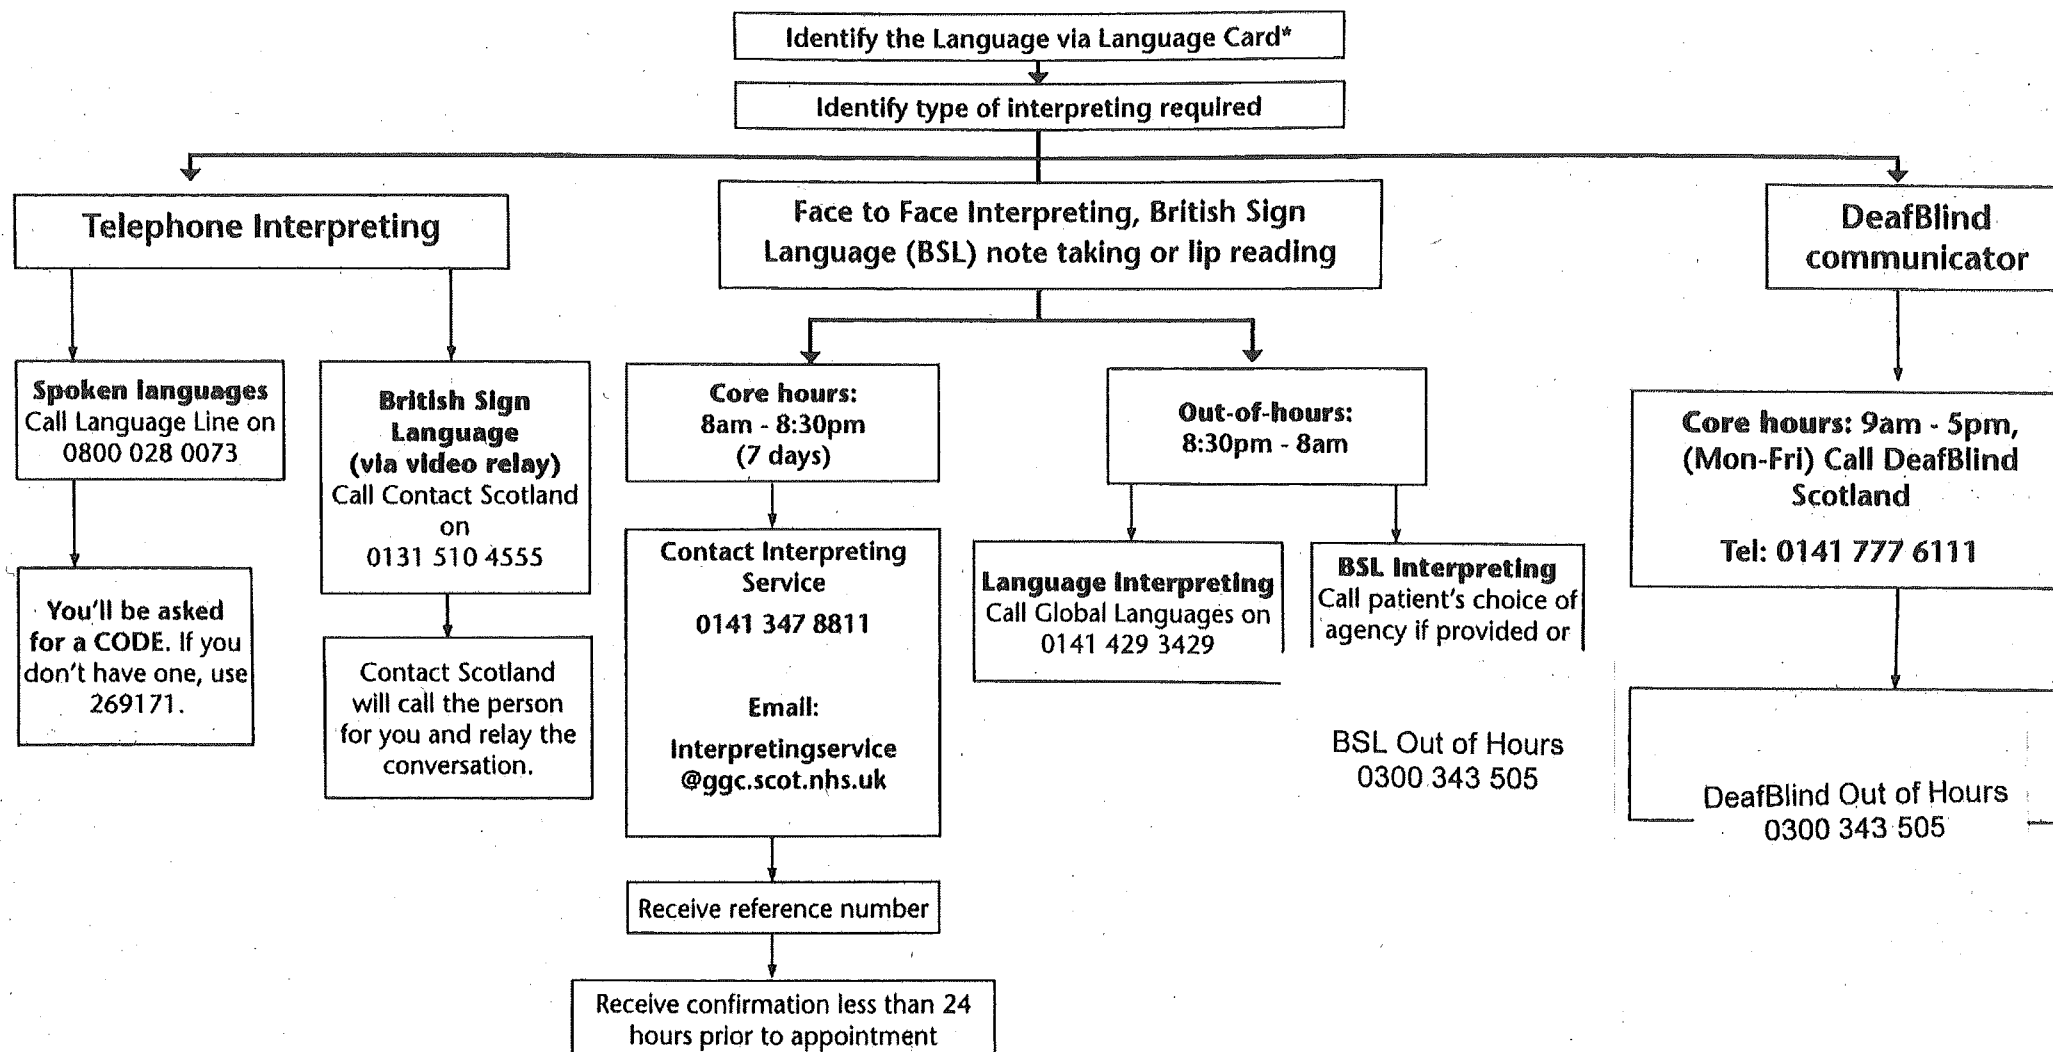 Identify the Language via Language Card*
Identify type of interpreting required
Telephone Interpreting
Face to Face Interpreting, British Sign
Language (BSL) note taking or lip reading
DeafBlind
communicator
Spoken languages
Call Language Line on
0800 028 0073
You'll be asked
for a CODE. If you
don't have one, use
269171.
British Sign
Language
(via video relay)
Call Contact Scotland
on
0131 510 4555
Contact Scotland
will call the person
for you and relay the
conversation.
Core hours:
8am - 8:30pm
(7 days)
Contact Interpreting
Service
0141 347 8811
Email:
Interpretingservice
@ggc.scot.nhs.uk
Receive reference number
Receive confirmation less than 24
hours prior to appointment
Out-of-hours:
8:30pm - 8am
Language Interpreting
Call Global Languages on
0141 429 3429
BSL Interpreting
Call patient's choice of
agency if provided or
BSL Out of Hours
0300 343 505
Core hours: 9am - 5pm,
(Mon-Fri) Call DeafBlind
Scotland
Tel: 0141 777 6111
DeafBlind Out of Hours
0300 343 505